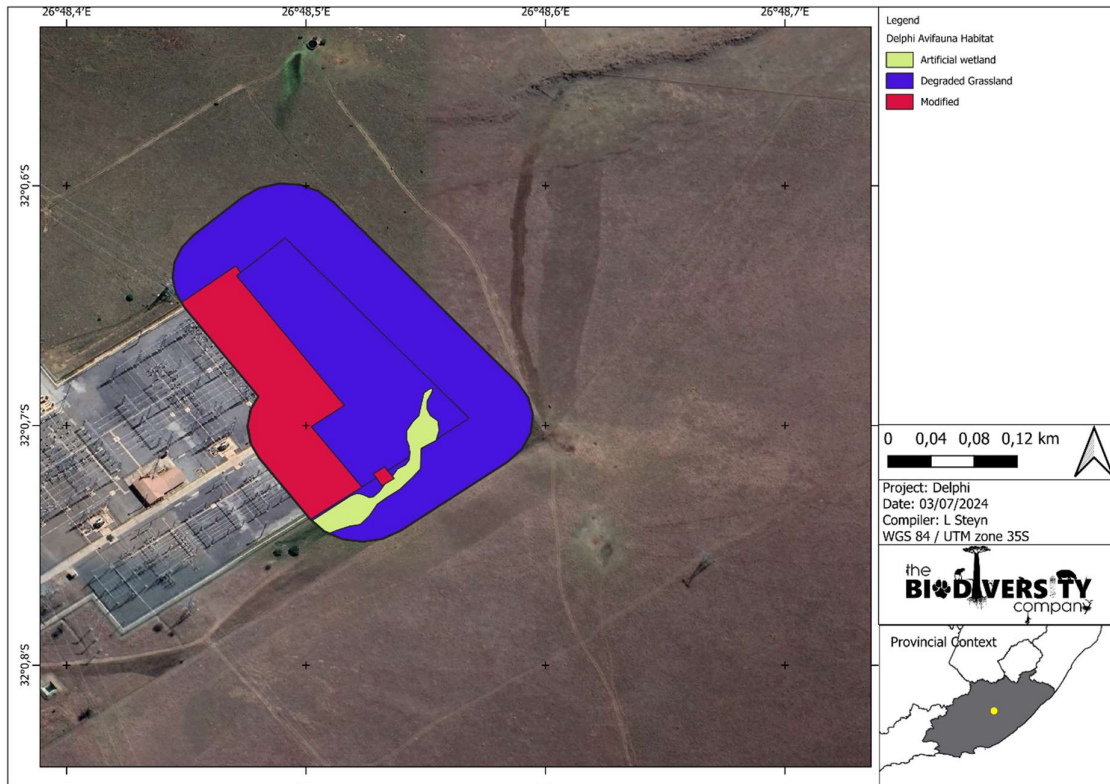 26°48,4'E
26°48,5'E
26°48,6'E
26°48,7'E
32°0,6'S
32°0,7'S
32°0,8'S
Legend
Delphi Avifauna Habitat
Artificial wetland
Degraded Grassland
Modified
0 0,04 0,08 0,12 km
Project: Delphi
Date: 03/07/2024
Compiler: L Steyn
WGS 84 / UTM zone 35S
the
BIODIVERSITY
company
Provincial Context